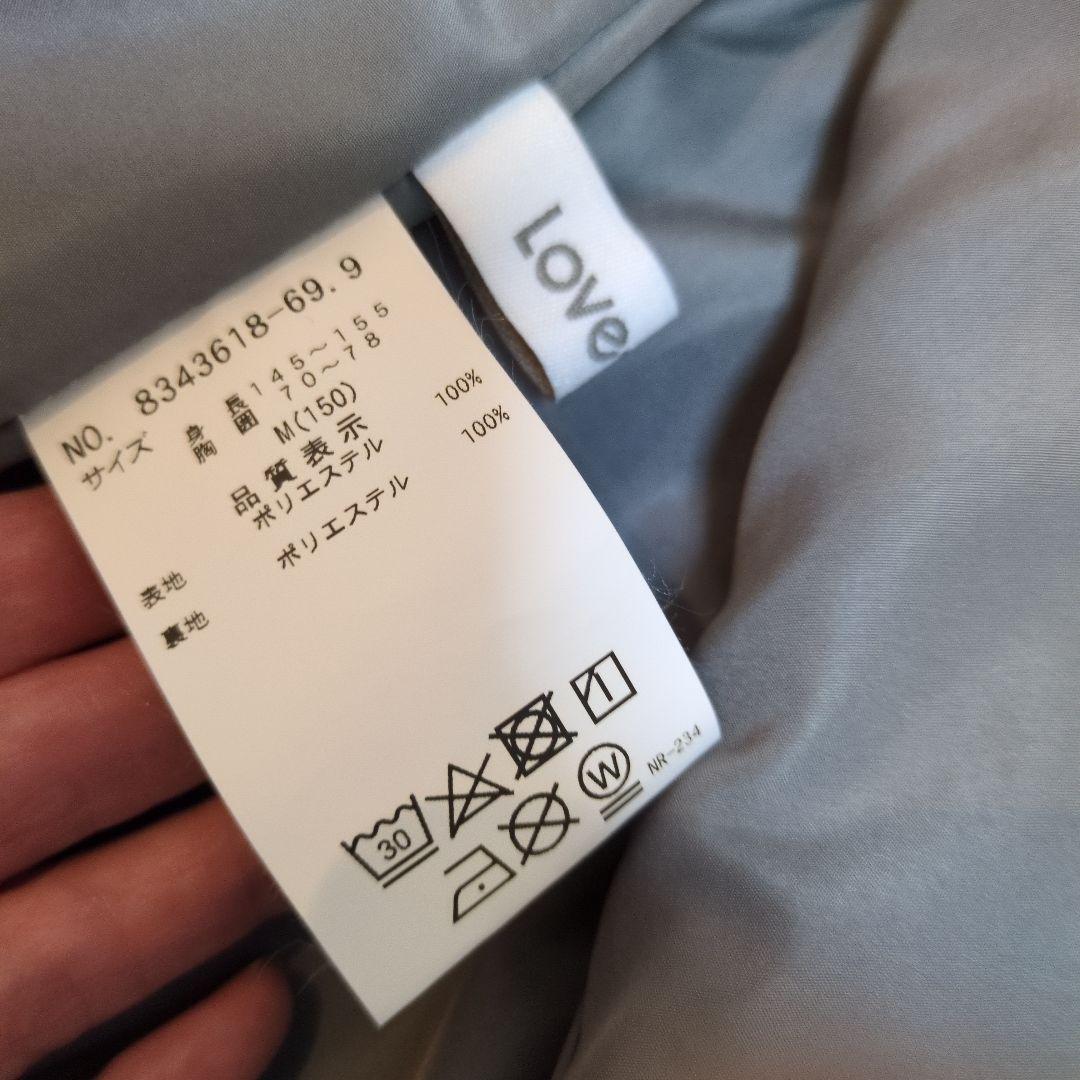 Love
NO. 8343618-69.9
サイズ 身長 145～155
胸囲 70～78
M(150)
品質表示
表地 ポリエステル 100%
裏地 ポリエステル 100%
30
1
W
NR-234